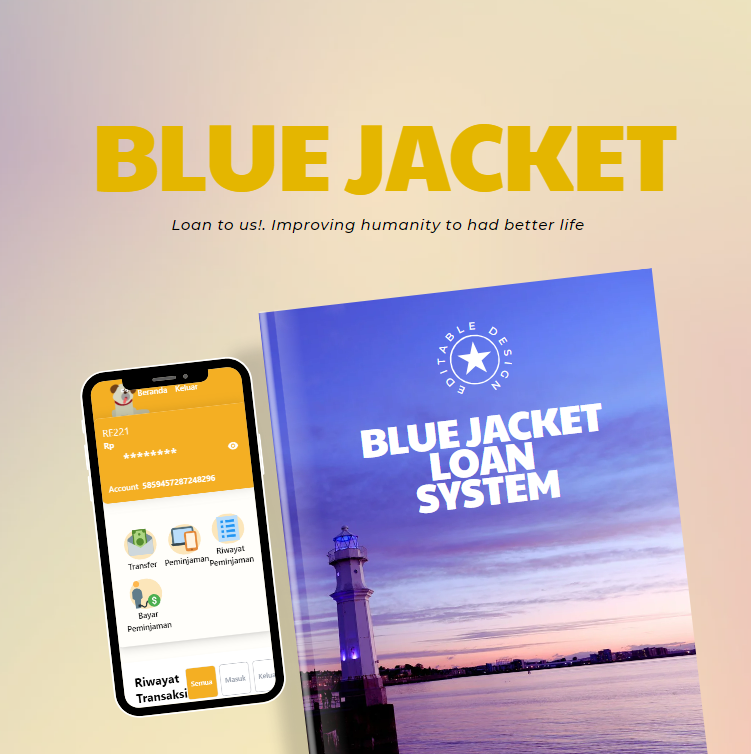 BLUE JACKET
Loan to us!. Improving humanity to had better life
EDITABLE DESIGN
BLUE JACKET
LOAN
SYSTEM
Beranda Keluar
RF221
Rp
********
Account 5859457287248296
Transfer
Peminjaman
Riwayat
Peminjaman
Bayar
Peminjaman
Riwayat
Transaksi
Semua
Masuk
Kelua